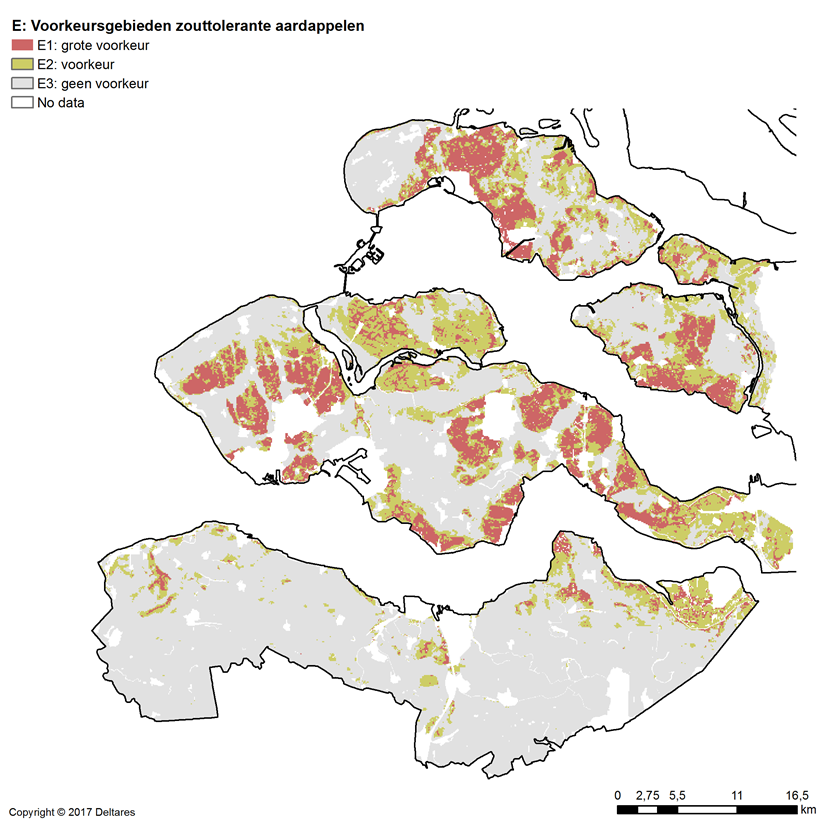 E: Voorkeursgebieden zouttolerante aardappelen
E1: grote voorkeur
E2: voorkeur
E3: geen voorkeur
No data
0 2,75 5,5 11 16,5
km
Copyright © 2017 Deltares